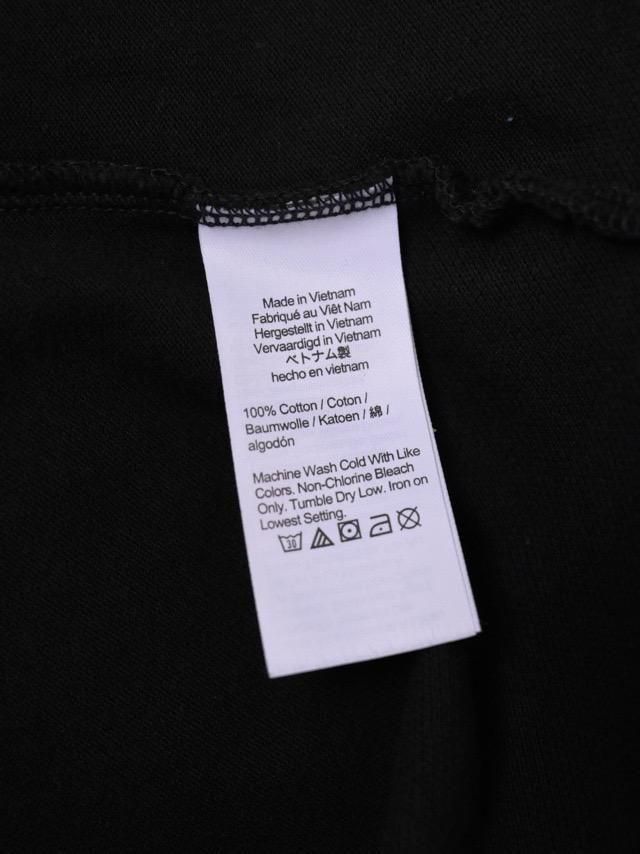 Made in Vietnam
Fabriqué au Viêt Nam
Hergestellt in Vietnam
Vervaardigd in Vietnam
ベトナム製
hecho en vietnam
100% Cotton / Coton /
Baumwolle / Katoen / 綿 /
algodón
Machine Wash Cold With Like
Colors. Non-Chlorine Bleach
Only. Tumble Dry Low. Iron on
Lowest Setting.
30